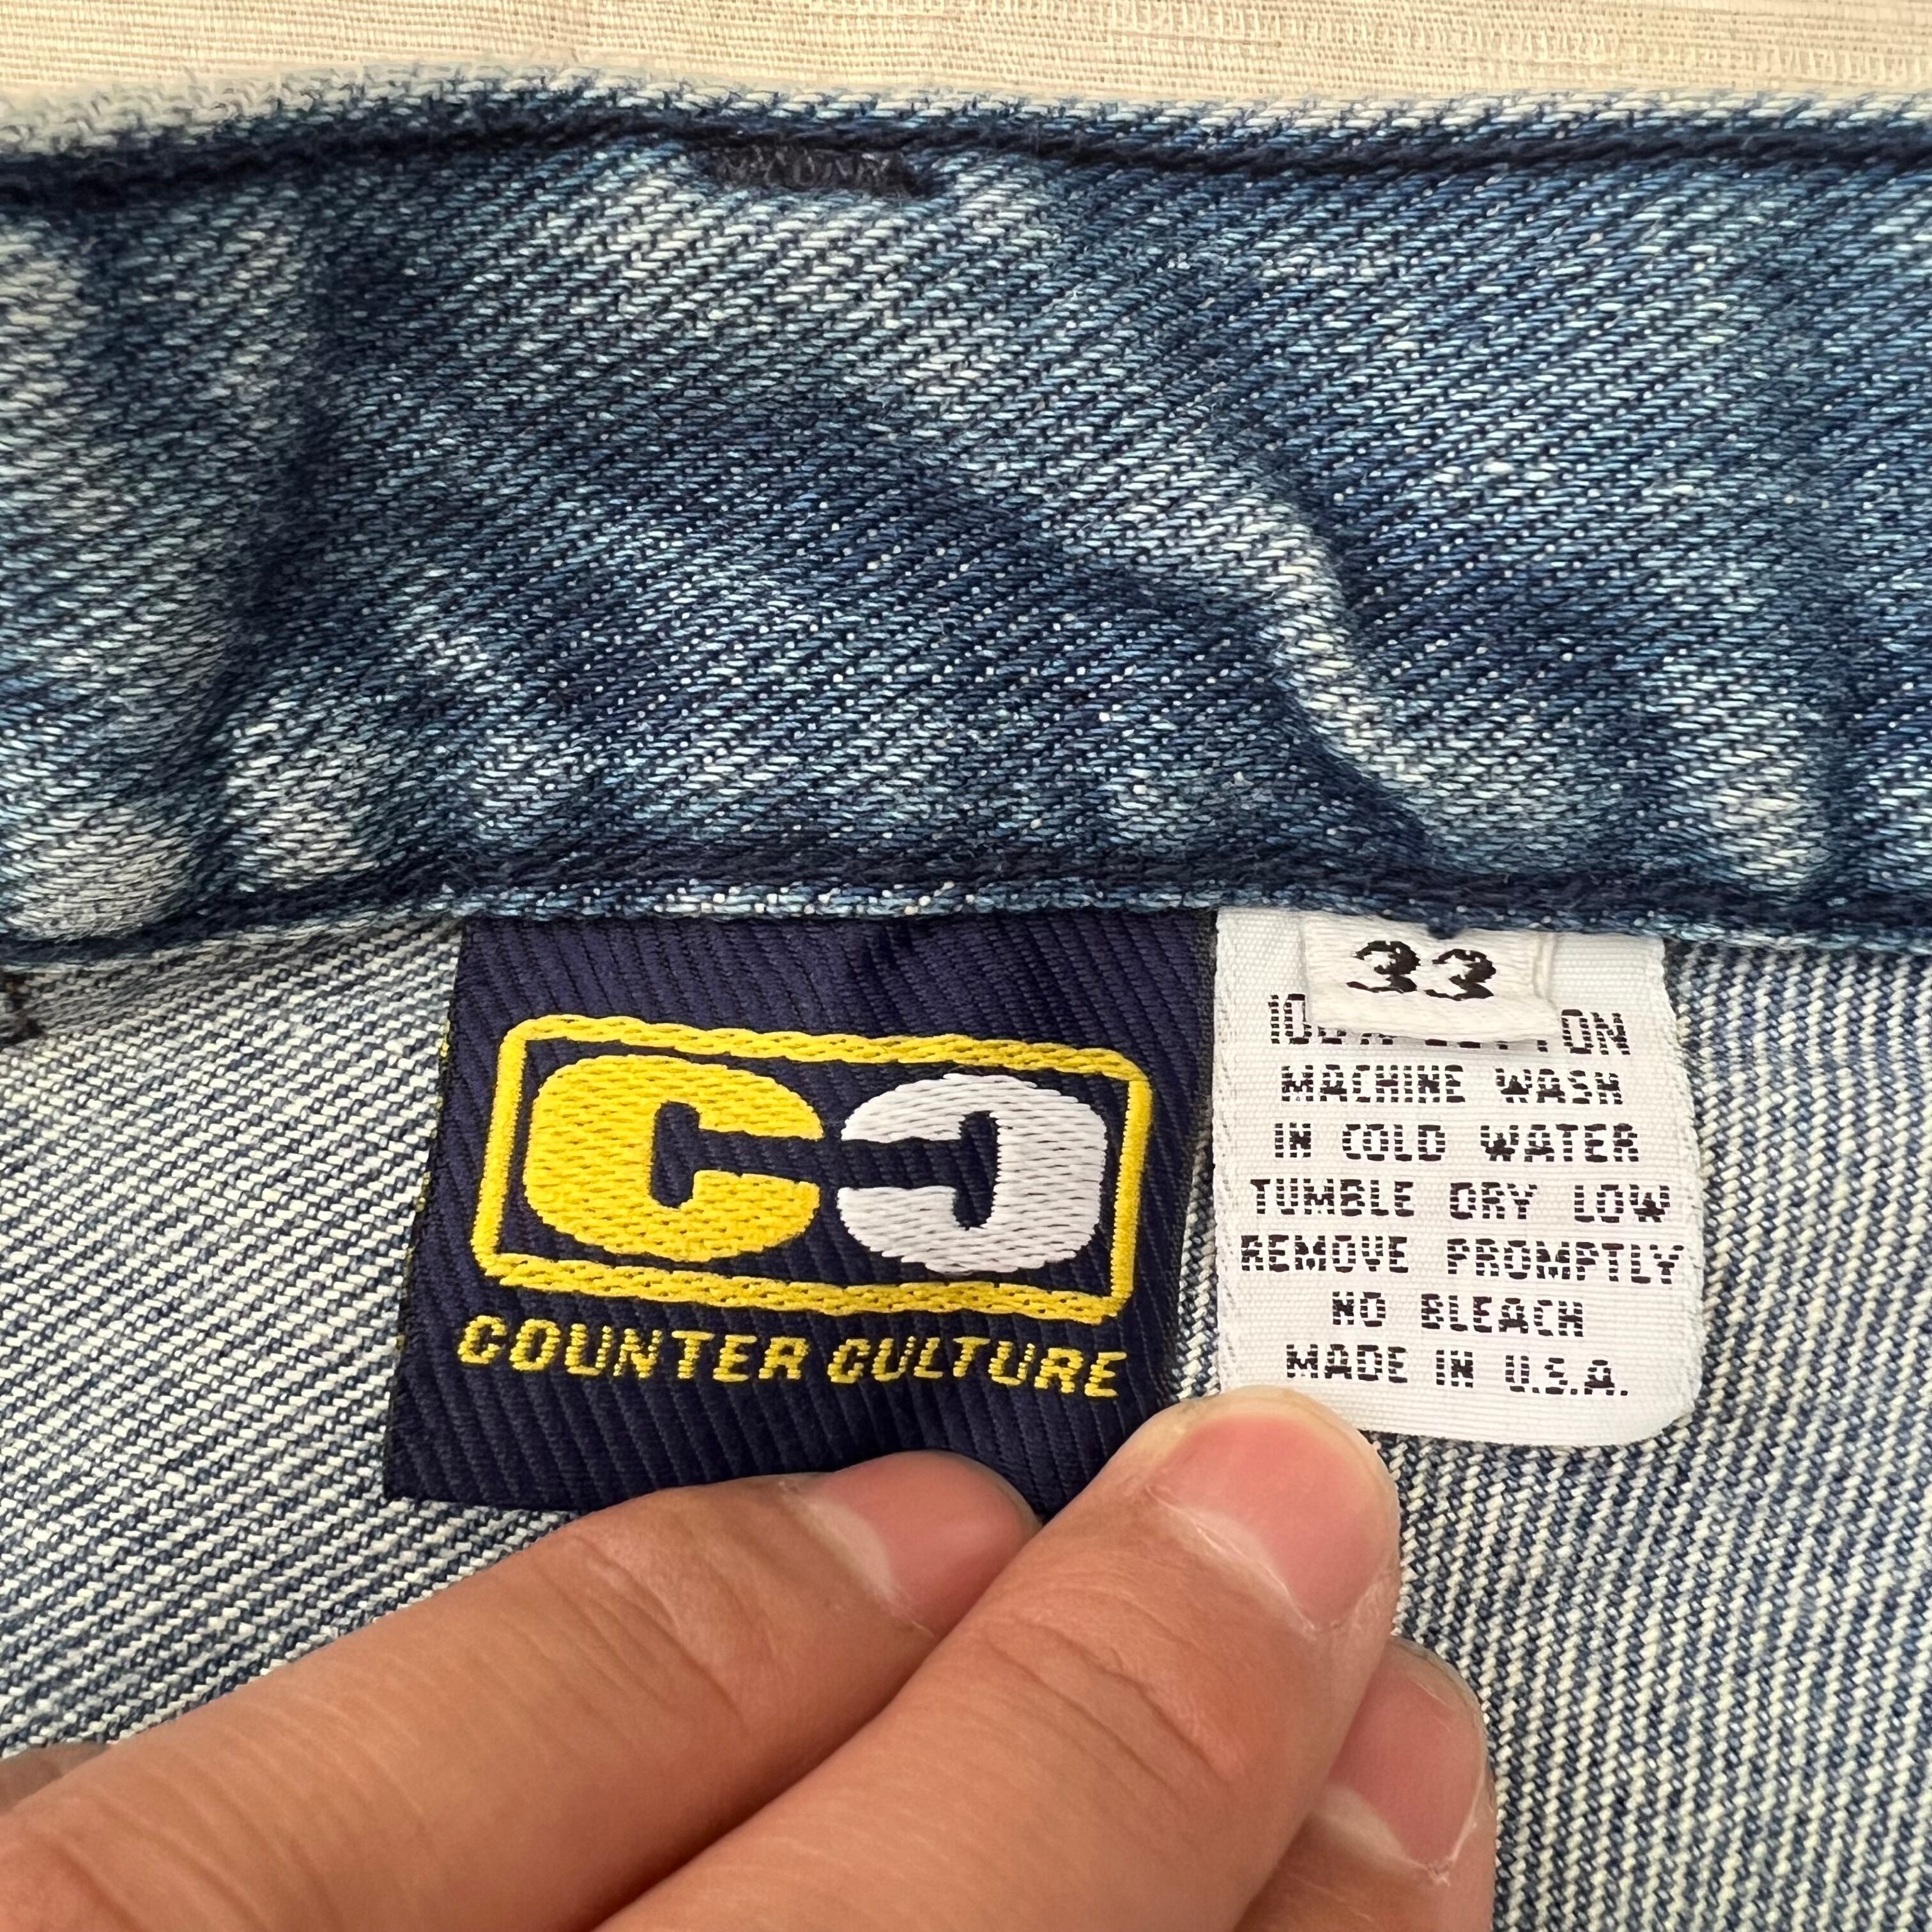 CC
COUNTER CULTURE
33
MACHINE WASH
IN COLD WATER
TUMBLE DRY LOW
REMOVE PROMPTLY
NO BLEACH
MADE IN U.S.A.